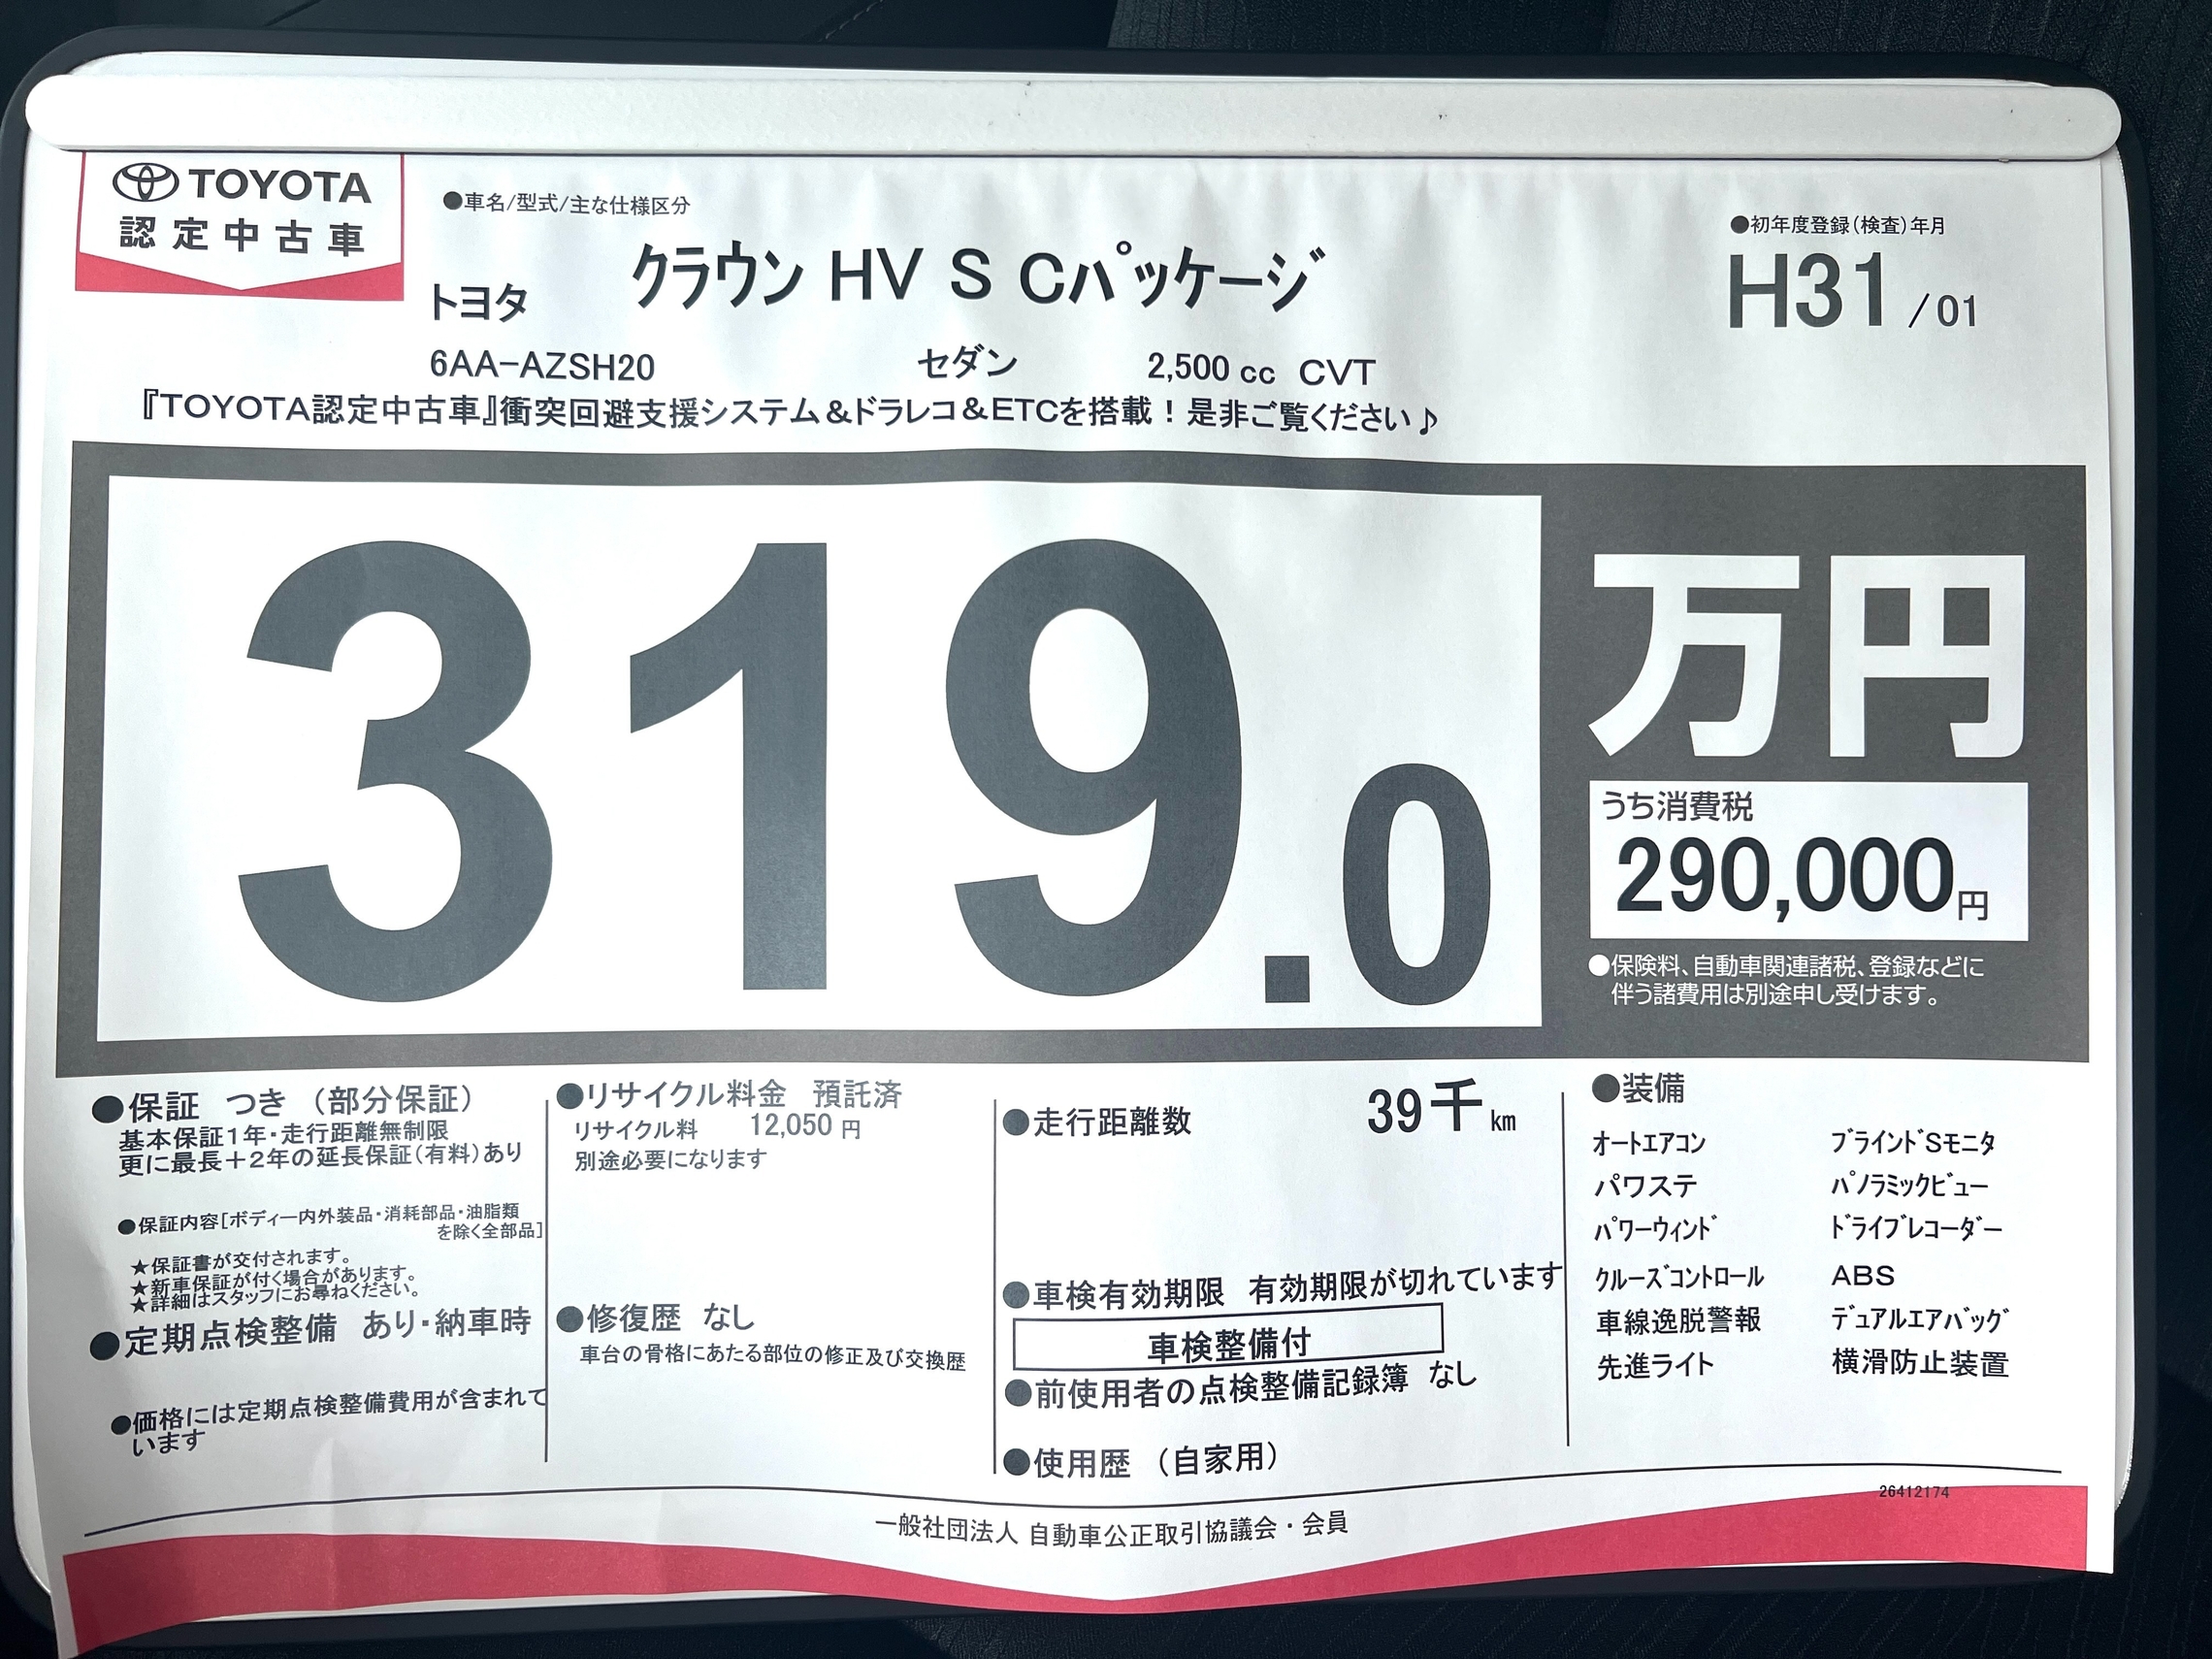 TOYOTA
認定中古車
●車名/型式/主な仕様区分
トヨタ クラウン HV S Cパッケージ
●初年度登録(検査)年月
H31/01
6AA-AZSH20 セダン 2,500 cc CVT
『TOYOTA認定中古車』衝突回避支援システム&ドラレコ&ETCを搭載!是非ご覧ください♪
319.0
万円
うち消費税
290,000円
●保険料、自動車関連諸税、登録などに
伴う諸費用は別途申し受けます。
●保証 つき (部分保証)
基本保証1年・走行距離無制限
更に最長+2年の延長保証(有料)あり
●保証内容[ボディー内外装品・消耗部品・油脂類
を除く全部品]
★保証書が交付されます。
★新車保証が付く場合があります。
★詳細はスタッフにお尋ねください。
●定期点検整備 あり・納車時
●価格には定期点検整備費用が含まれて
います
●リサイクル料金 預託済
リサイクル料 12,050 円
別途必要になります
●修復歴 なし
車台の骨格にあたる部位の修正及び交換歴
●走行距離数 39千km
●車検有効期限 有効期限が切れています
車検整備付
●前使用者の点検整備記録簿 なし
●使用歴 (自家用)
●装備
オートエアコン ブラインドSモニタ
パワステ パノラミックビュー
パワーウィンド ドライブレコーダー
クルーズコントロール ABS
車線逸脱警報 デュアルエアバッグ
先進ライト 横滑防止装置
26412174
一般社団法人 自動車公正取引協議会・会員